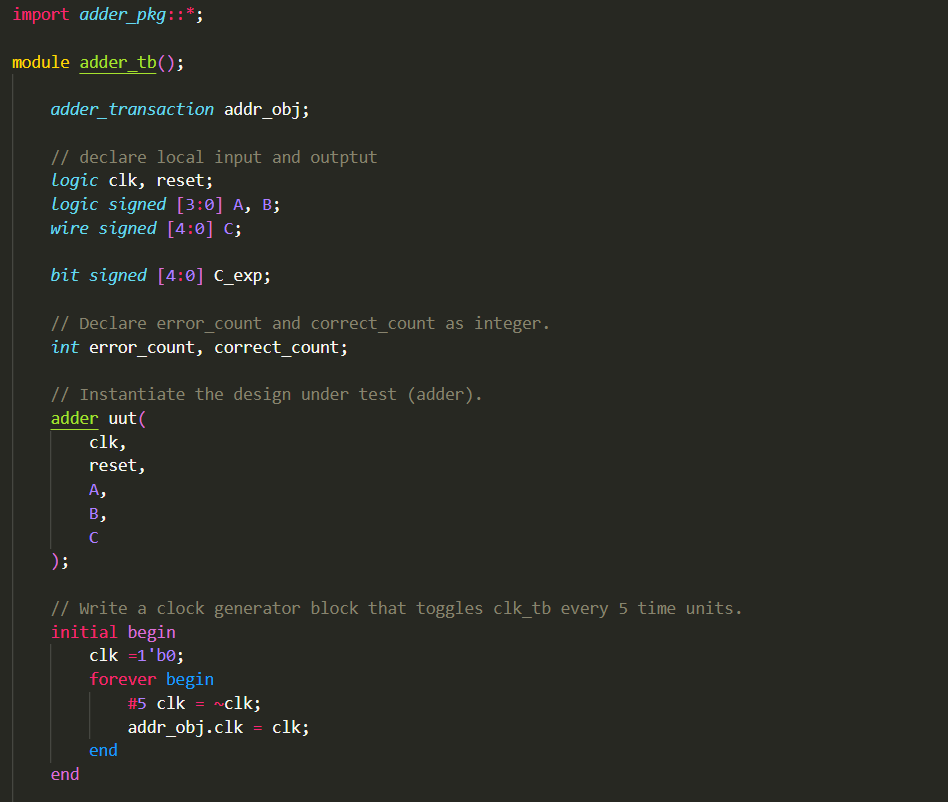 import adder_pkg::*;
module adder_tb();
adder_transaction addr_obj;
// declare local input and outptut
logic clk, reset;
logic signed [3:0] A, B;
wire signed [4:0] C;
bit signed [4:0] C_exp;
// Declare error_count and correct_count as integer.
int error_count, correct_count;
// Instantiate the design under test (adder).
adder uut(
clk,
reset,
A,
B,
C
);
// Write a clock generator block that toggles clk_tb every 5 time units.
initial begin
clk =1'b0;
forever begin
#5 clk = ~clk;
addr_obj.clk = clk;
end
end